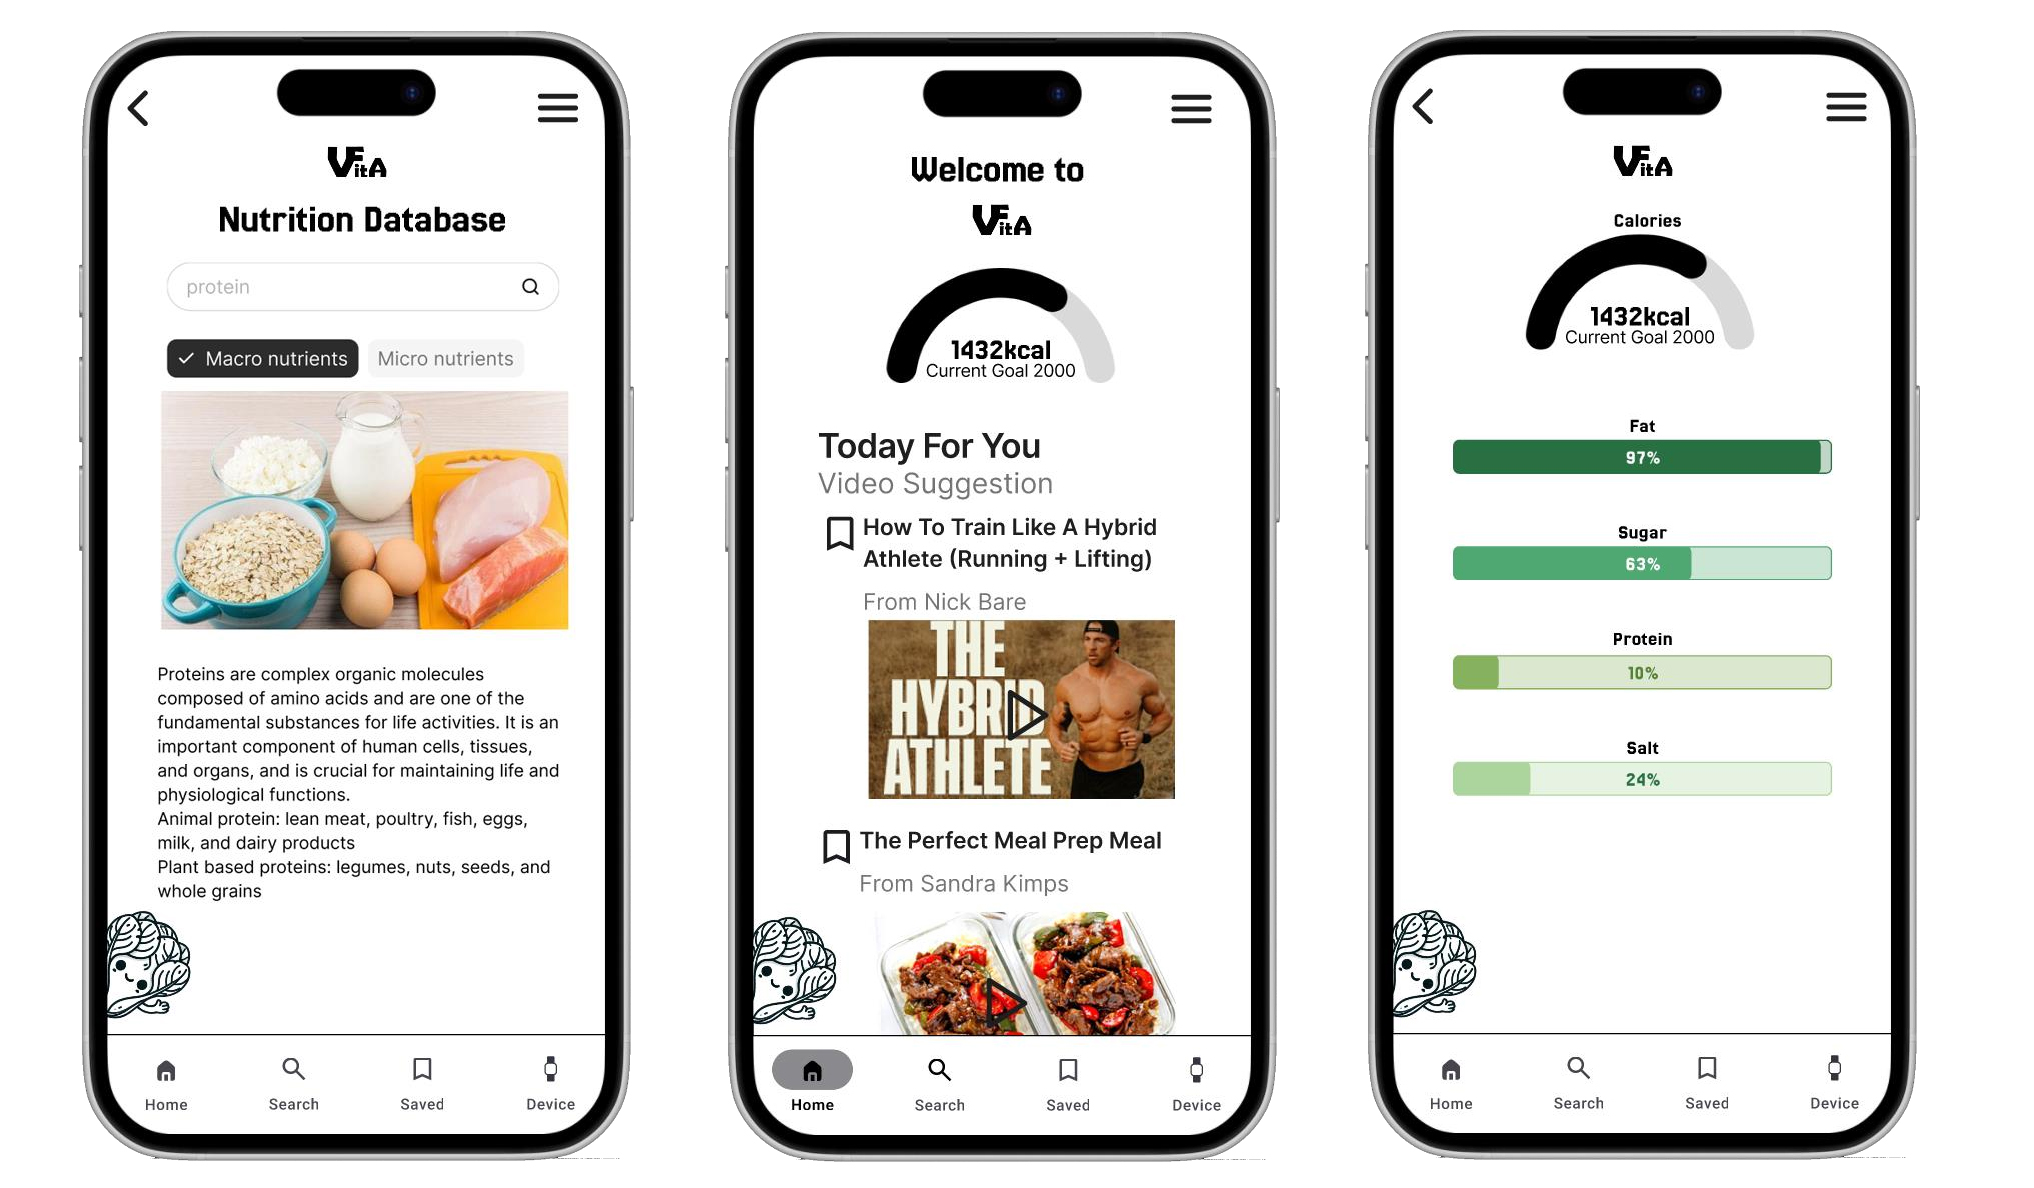 VFitA
Nutrition Database
protein
Macro nutrients
Micro nutrients
Proteins are complex organic molecules
composed of amino acids and are one of the
fundamental substances for life activities. It is an
important component of human cells, tissues,
and organs, and is crucial for maintaining life and
physiological functions.
Animal protein: lean meat, poultry, fish, eggs,
milk, and dairy products
Plant based proteins: legumes, nuts, seeds, and
whole grains
Home
Search
Saved
Device
Welcome to
VFitA
1432kcal
Current Goal 2000
Today For You
Video Suggestion
How To Train Like A Hybrid
Athlete (Running + Lifting)
From Nick Bare
THE
HYBRID
ATHLETE
The Perfect Meal Prep Meal
From Sandra Kimps
Home
Search
Saved
Device
VFitA
Calories
1432kcal
Current Goal 2000
Fat
97%
Sugar
63%
Protein
10%
Salt
24%
Home
Search
Saved
Device